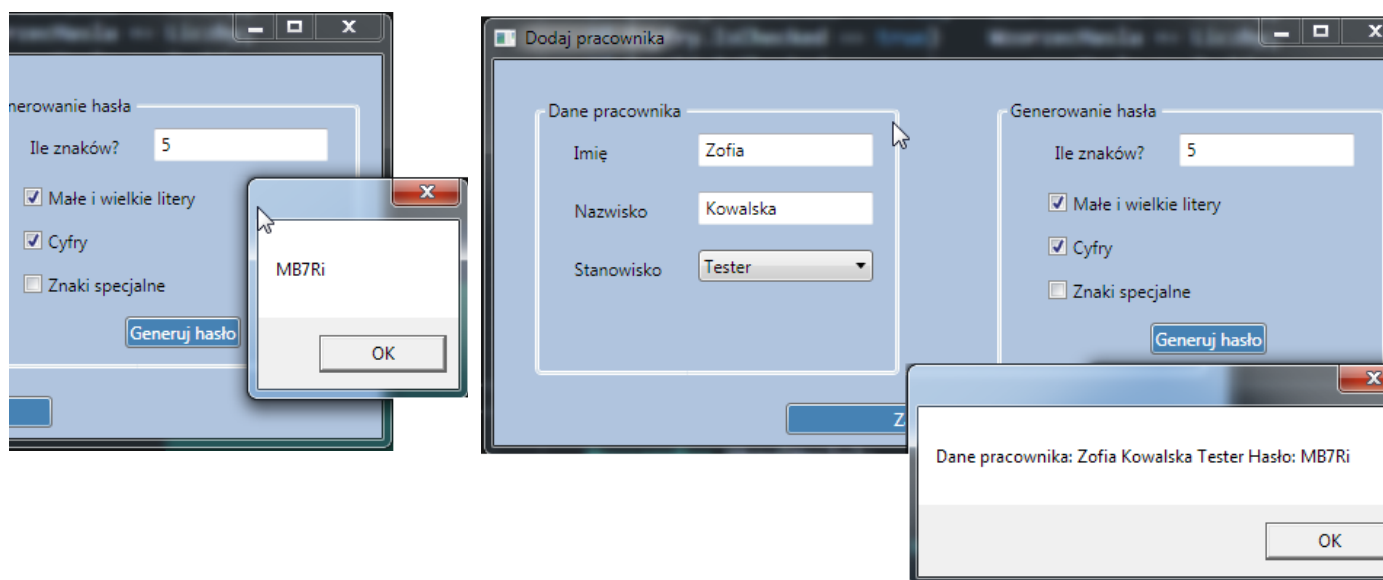 nerowanie hasła
Ile znaków? 5
Małe i wielkie litery
Cyfry
Znaki specjalne
Generuj hasło
MB7Ri
OK
Dodaj pracownika
Dane pracownika
Imię Zofia
Nazwisko Kowalska
Stanowisko Tester
Generowanie hasła
Ile znaków? 5
Małe i wielkie litery
Cyfry
Znaki specjalne
Generuj hasło
Z
Dane pracownika: Zofia Kowalska Tester Hasło: MB7Ri
OK